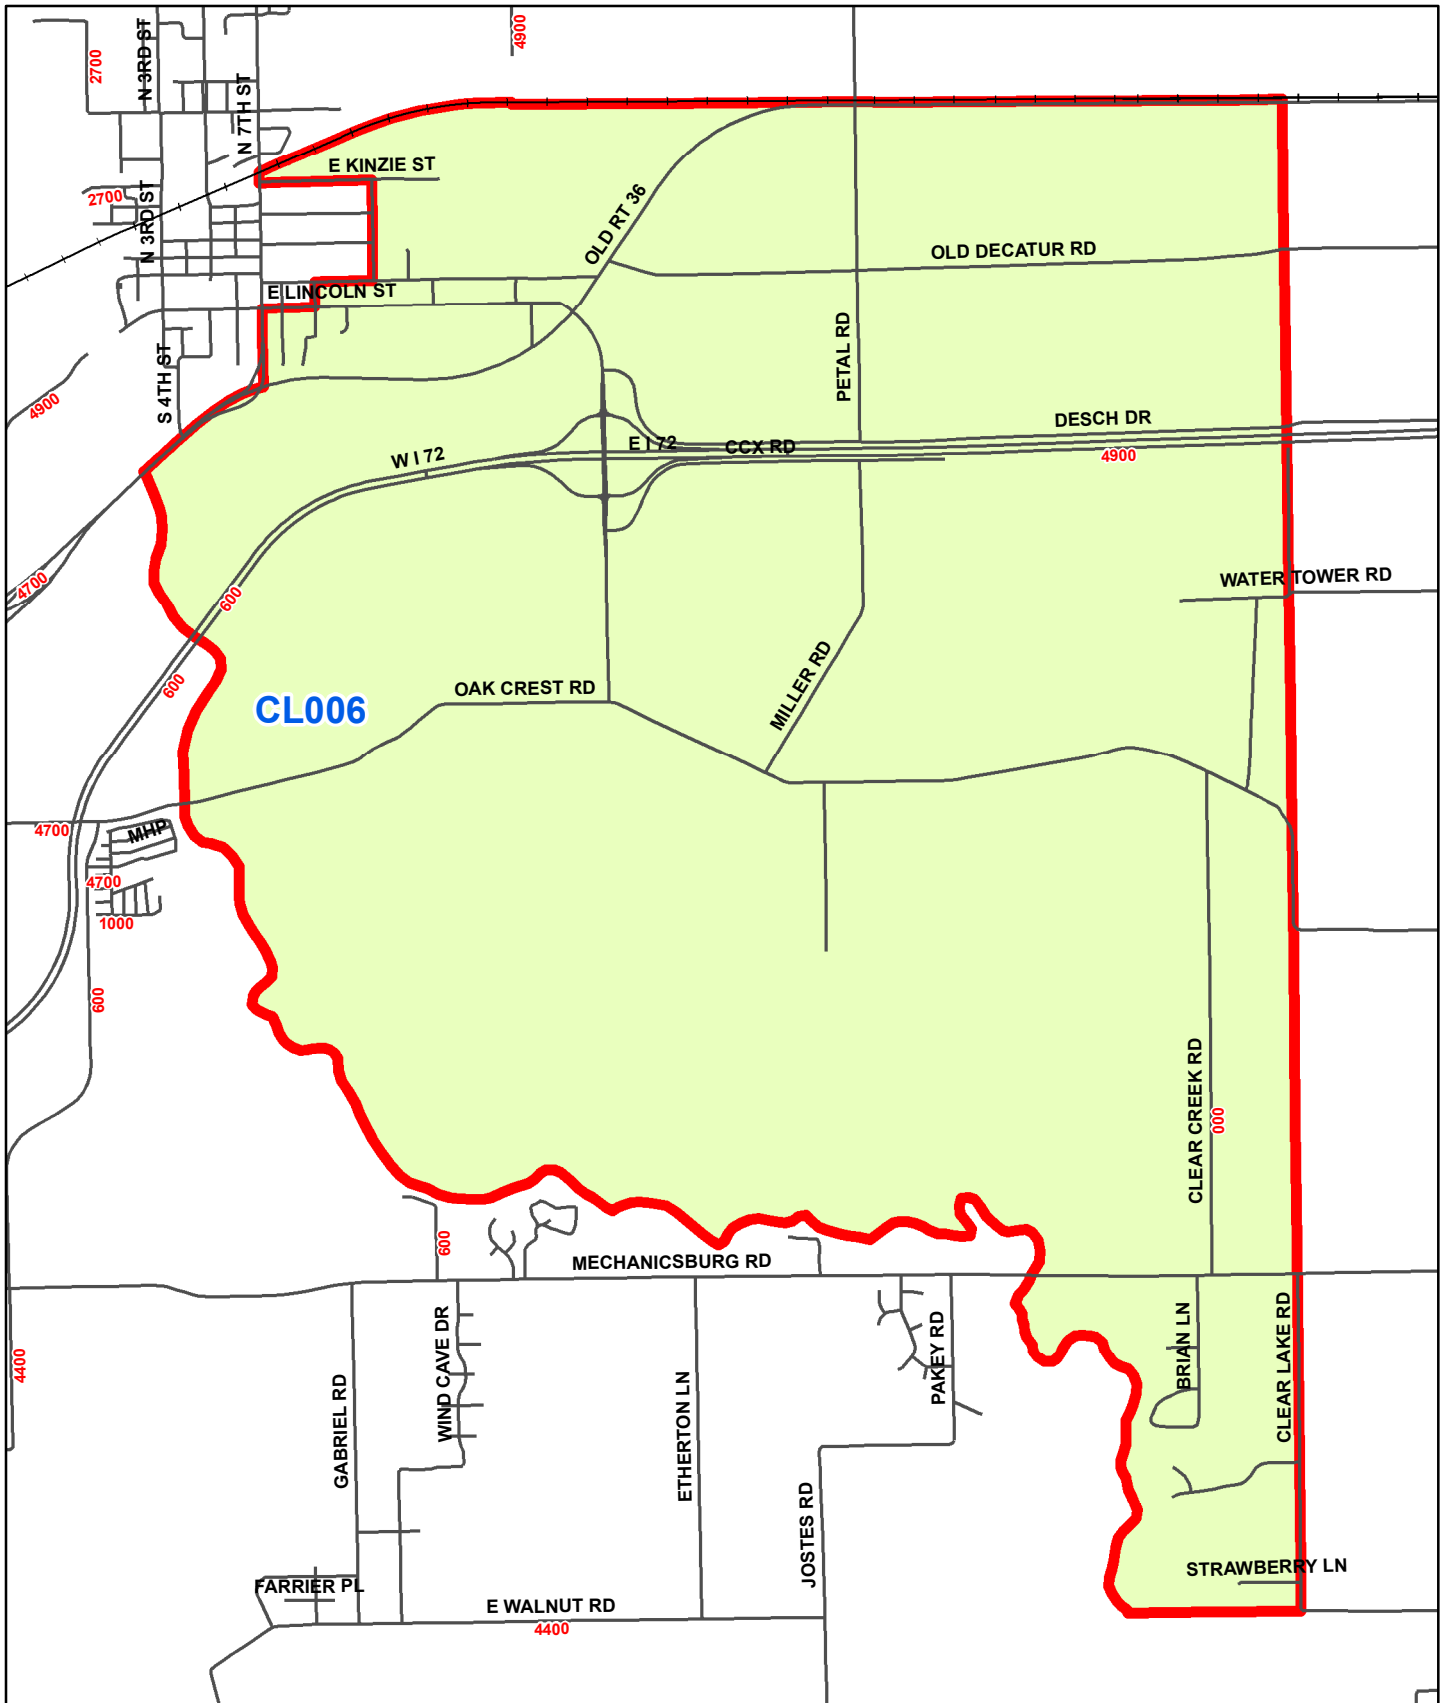 N 3RD ST
2700
4900
N 7TH ST
E KINZIE ST
2700
N 3RD ST
OLD RT 36
OLD DECATUR RD
E LINCOLN ST
PETAL RD
S 4TH ST
4900
DESCH DR
W I 72
E I 72
CCX RD
4900
4700
600
WATER TOWER RD
MILLER RD
600
OAK CREST RD
CL006
4700
MHP
4700
1000
600
CLEAR CREEK RD
000
600
MECHANICSBURG RD
4400
GABRIEL RD
WIND CAVE DR
ETHERTON LN
PAKEY RD
BRIAN LN
CLEAR LAKE RD
JOSTES RD
STRAWBERRY LN
FARRIER PL
E WALNUT RD
4400